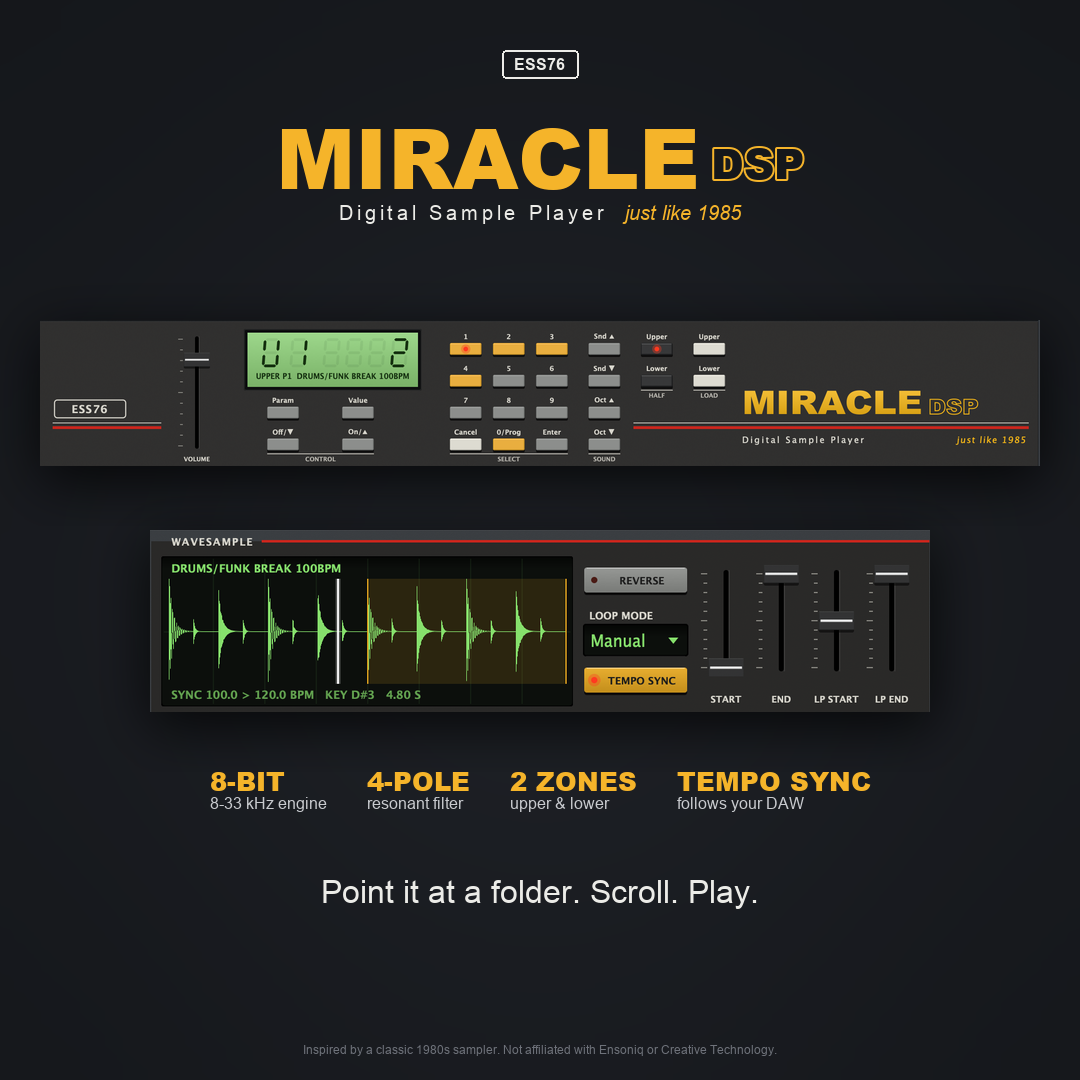 ESS76
MIRACLE DSP
Digital Sample Player just like 1985
1 2 3 Snd ▲ Upper Upper
U 1 2
UPPER P1 DRUMS/FUNK BREAK 100BPM
4 5 6 Snd ▼ Lower Lower
HALF LOAD
Param Value 7 8 9 Oct ▲
ESS76
MIRACLE DSP
Off/▼ On/▲ Cancel 0/Prog Enter Oct ▼
Digital Sample Player just like 1985
VOLUME CONTROL SELECT SOUND
WAVESAMPLE
DRUMS/FUNK BREAK 100BPM
REVERSE
LOOP MODE
Manual
TEMPO SYNC
SYNC 100.0 > 120.0 BPM KEY D#3 4.80 S
START END LP START LP END
8-BIT 4-POLE 2 ZONES TEMPO SYNC
8-33 kHz engine resonant filter upper & lower follows your DAW
Point it at a folder. Scroll. Play.
Inspired by a classic 1980s sampler. Not affiliated with Ensoniq or Creative Technology.